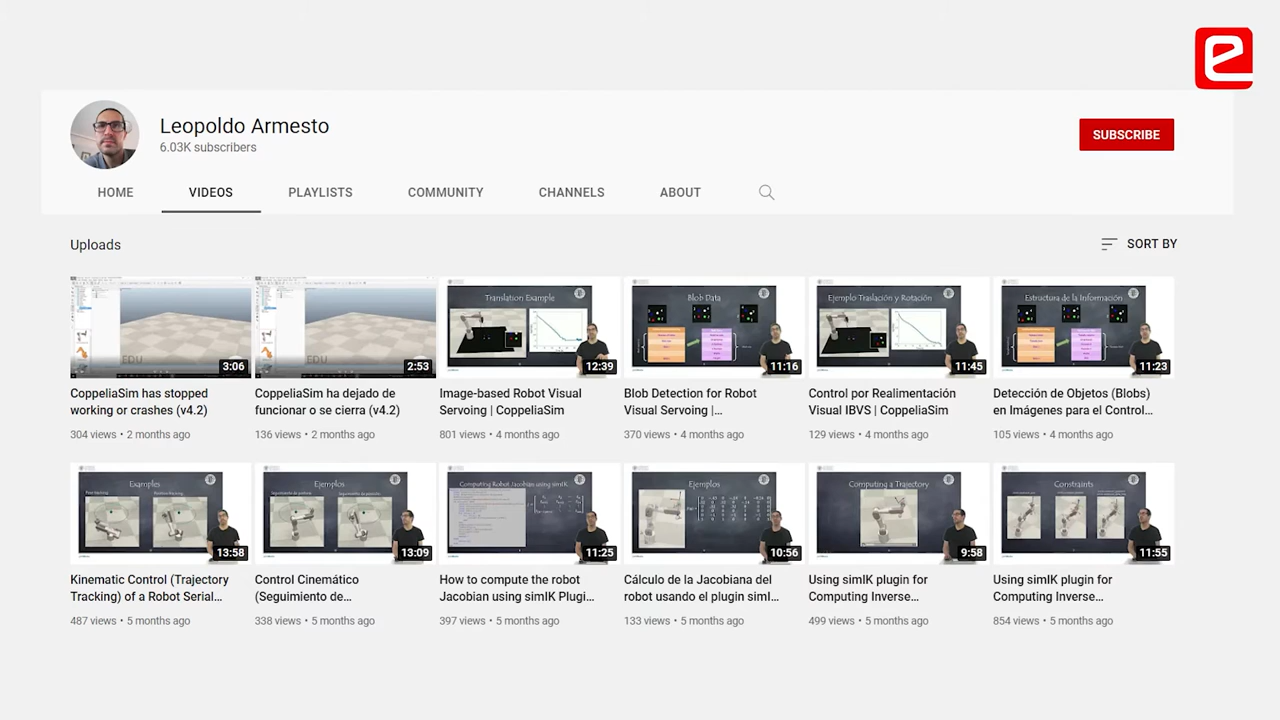 e
Leopoldo Armesto
6.03K subscribers
SUBSCRIBE
HOME VIDEOS PLAYLISTS COMMUNITY CHANNELS ABOUT
Uploads
SORT BY
EDU
3:06
EDU
2:53
Translation Example
12:39
Blob Data
11:16
Ejemplo Traslación y Rotación
11:45
Estructura de la Información
11:23
CoppeliaSim has stopped
working or crashes (v4.2)
304 views • 2 months ago
CoppeliaSim ha dejado de
funcionar o se cierra (v4.2)
136 views • 2 months ago
Image-based Robot Visual
Servoing | CoppeliaSim
801 views • 4 months ago
Blob Detection for Robot
Visual Servoing |...
370 views • 4 months ago
Control por Realimentación
Visual IBVS | CoppeliaSim
129 views • 4 months ago
Detección de Objetos (Blobs)
en Imágenes para el Control...
105 views • 4 months ago
Examples
13:58
Ejemplos
13:09
Computing Robot Jacobian using simIK
11:25
Ejemplos
10:56
Computing a Trajectory
9:58
Constraints
11:55
Kinematic Control (Trajectory
Tracking) of a Robot Serial...
487 views • 5 months ago
Control Cinemático
(Seguimiento de...
338 views • 5 months ago
How to compute the robot
Jacobian using simIK Plugi...
397 views • 5 months ago
Cálculo de la Jacobiana del
robot usando el plugin simI...
133 views • 5 months ago
Using simIK plugin for
Computing Inverse...
499 views • 5 months ago
Using simIK plugin for
Computing Inverse...
854 views • 5 months ago